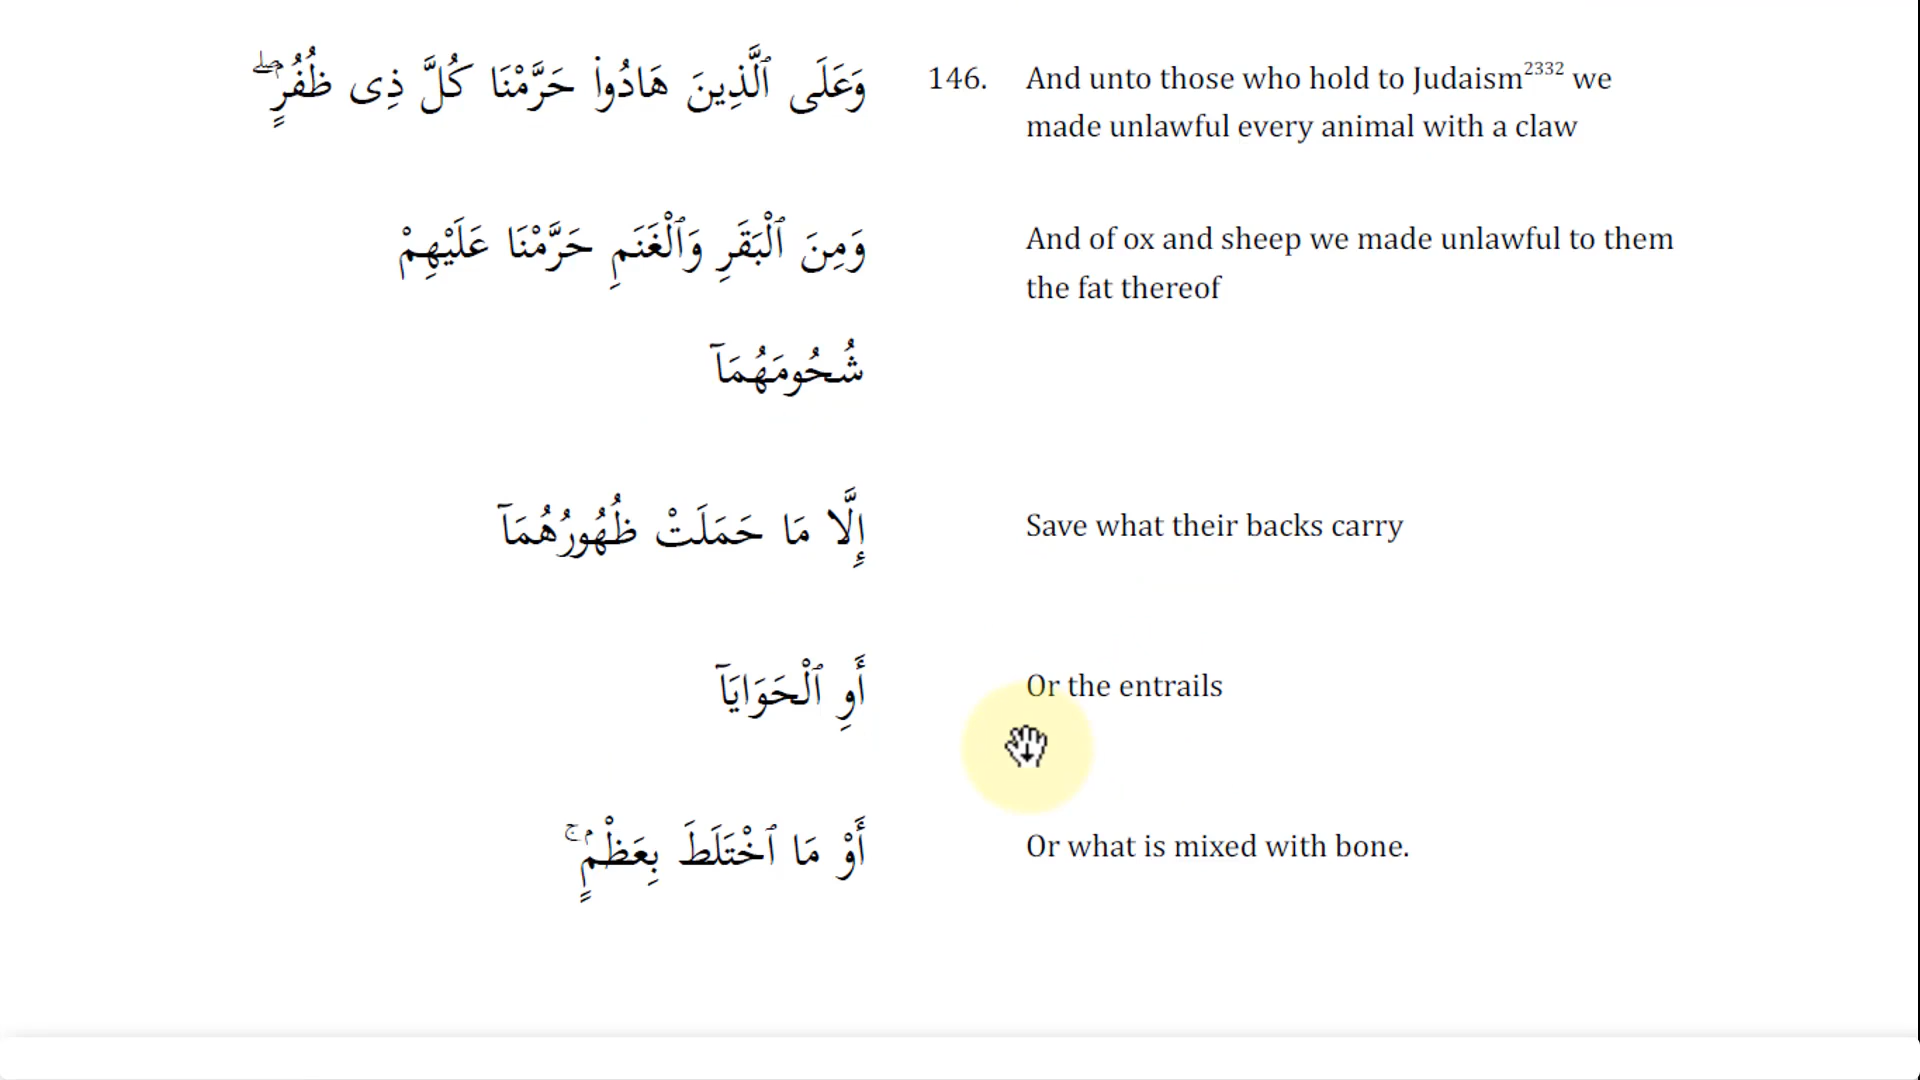 وَعَلَى ٱلَّذِينَ هَادُوا۟ حَرَّمْنَا كُلَّ ذِى ظُفُرٍۢ ۖ
146. And unto those who hold to Judaism2332 we
made unlawful every animal with a claw
وَمِنَ ٱلْبَقَرِ وَٱلْغَنَمِ حَرَّمْنَا عَلَيْهِمْ
And of ox and sheep we made unlawful to them
the fat thereof
شُحُومَهُمَآ
إِلَّا مَا حَمَلَتْ ظُهُورُهُمَآ
Save what their backs carry
أَوِ ٱلْحَوَايَآ
Or the entrails
أَوْ مَا ٱخْتَلَطَ بِعَظْمٍۢ ۚ
Or what is mixed with bone.